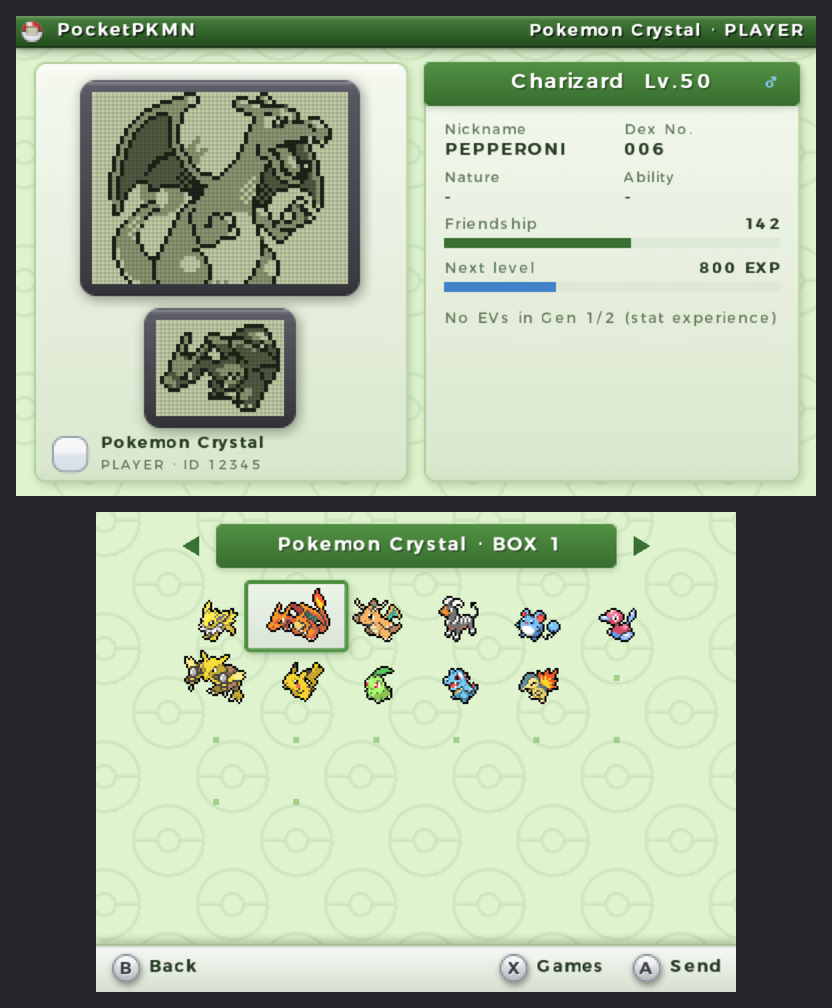 PocketPKMN
Pokemon Crystal · PLAYER
Charizard Lv.50 ♂
Nickname
PEPPERONI
Dex No.
006
Nature
-
Ability
-
Friendship 142
Next level 800 EXP
No EVs in Gen 1/2 (stat experience)
Pokemon Crystal
PLAYER · ID 12345
Pokemon Crystal · BOX 1
B Back
X Games
A Send